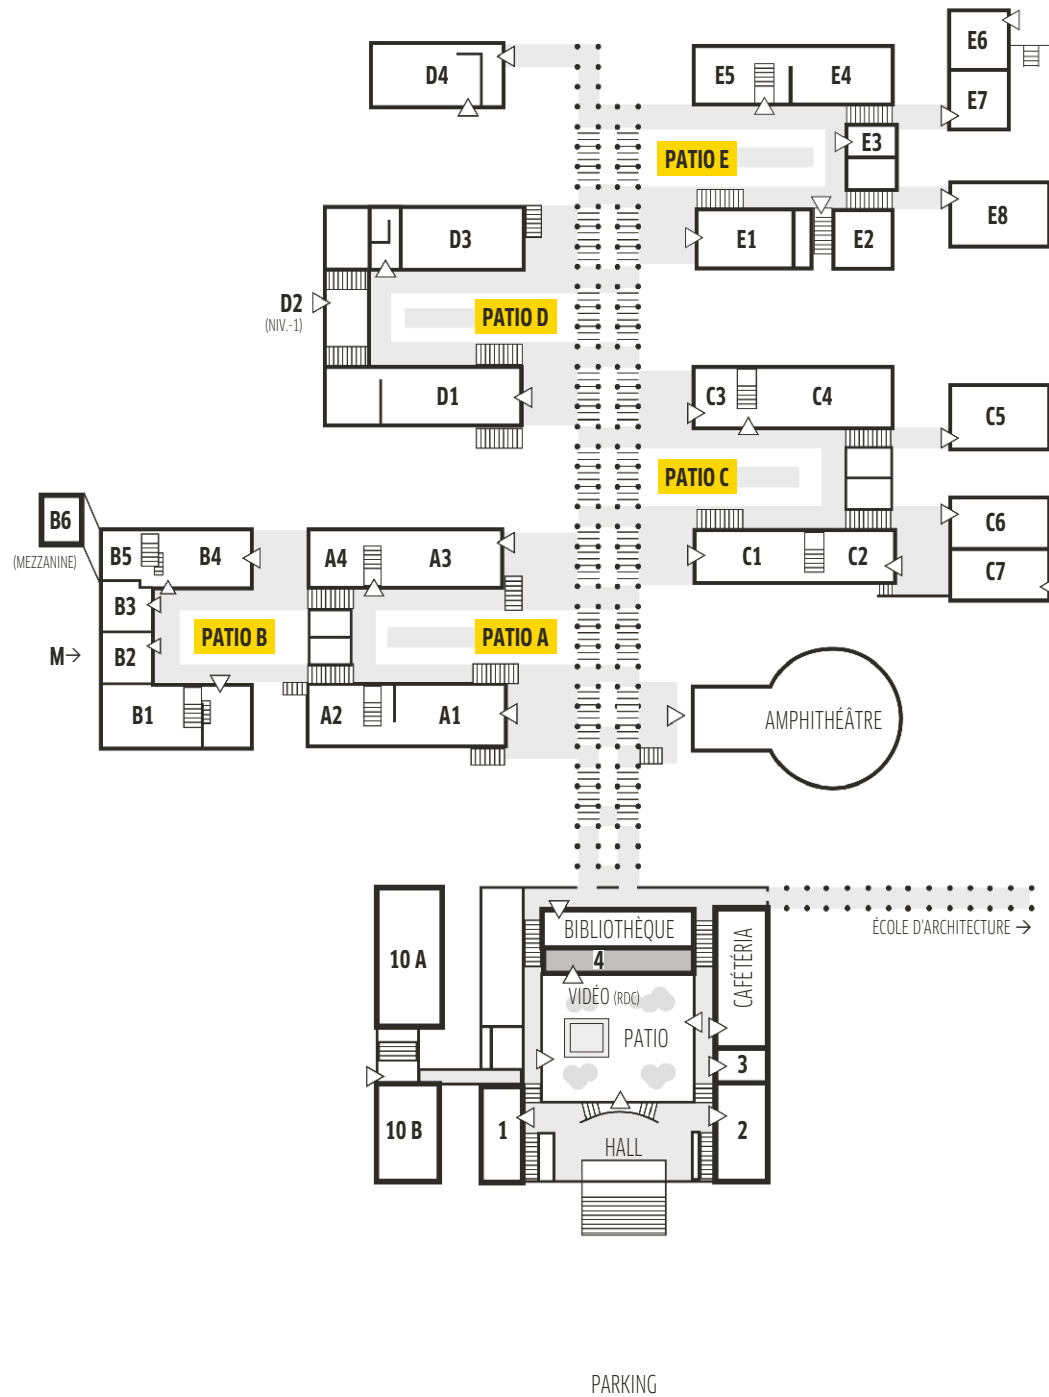 E6
D4
E5
E4
E7
E3
PATIO E
E8
D3
E1
E2
D2
(NIV.-1)
PATIO D
D1
C3
C4
C5
PATIO C
B6
(MEZZANINE)
B5
B4
A4
A3
C1
C2
C6
C7
B3
PATIO B
PATIO A
M→
B2
B1
A2
A1
AMPHITHÉÂTRE
BIBLIOTHÈQUE
ÉCOLE D'ARCHITECTURE →
10 A
4
CAFÉTÉRIA
VIDÉO (RDC)
PATIO
3
10 B
1
2
HALL
PARKING